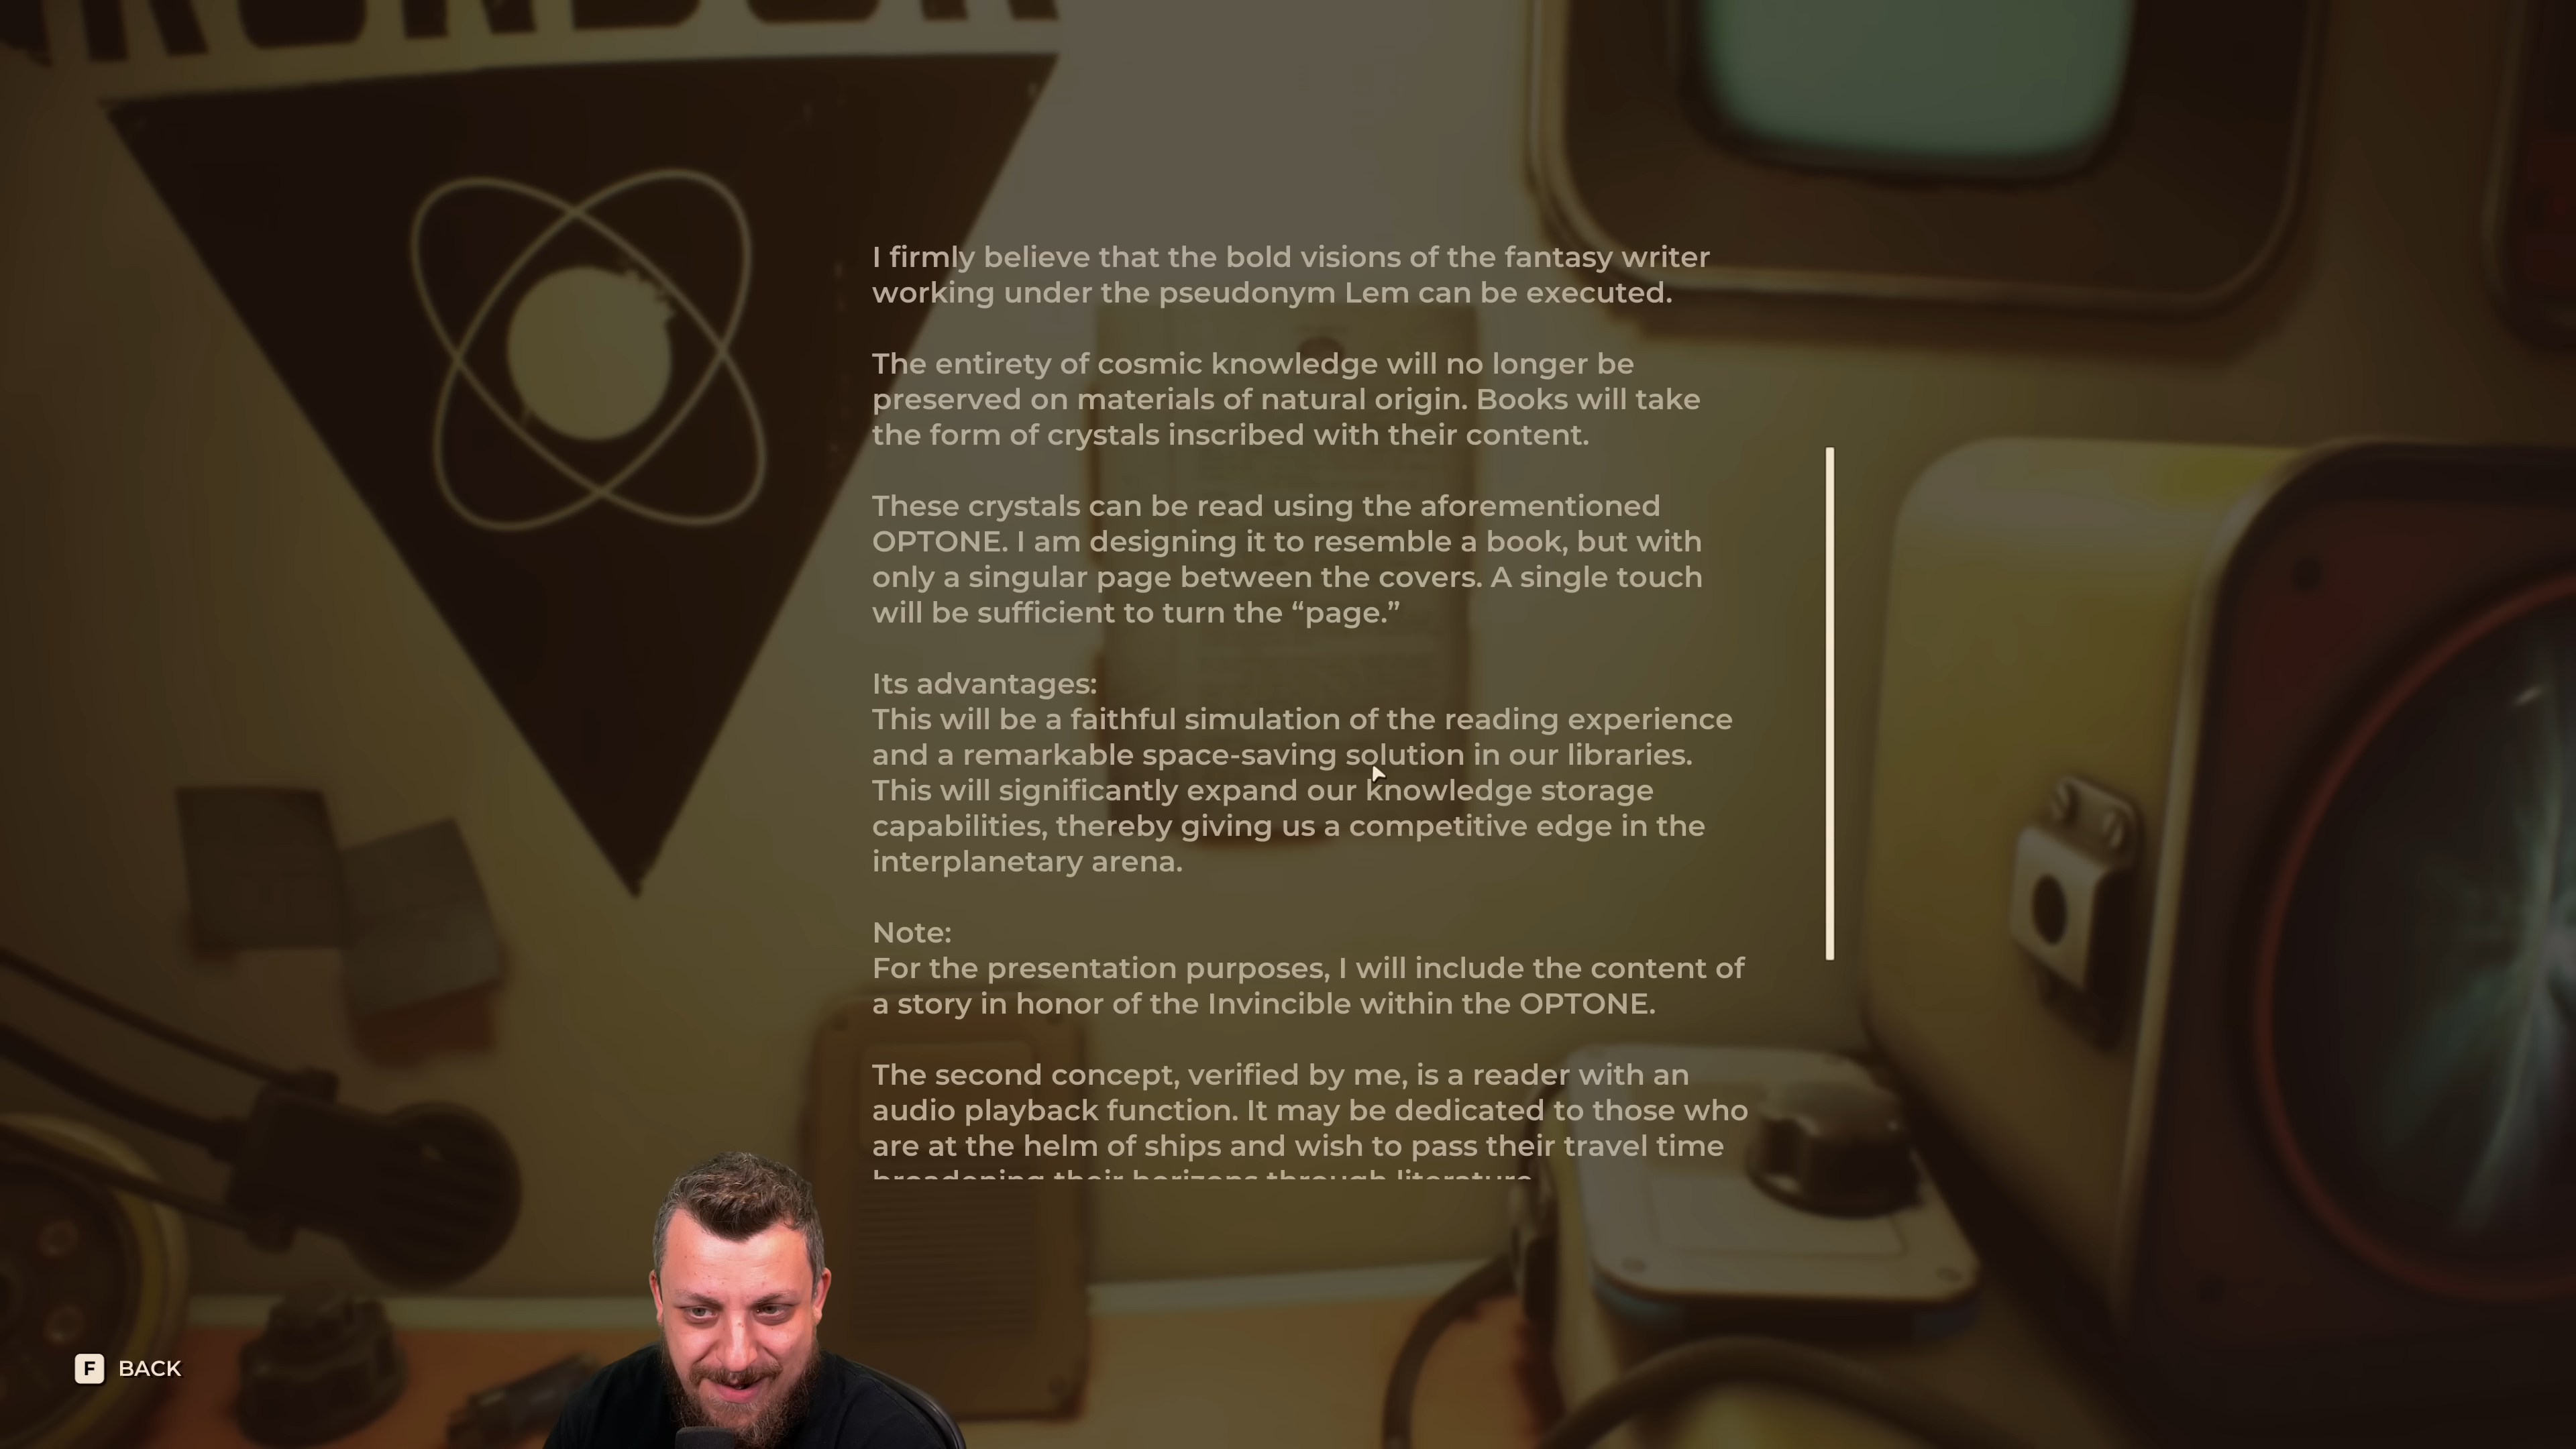 I firmly believe that the bold visions of the fantasy writer
working under the pseudonym Lem can be executed.
The entirety of cosmic knowledge will no longer be
preserved on materials of natural origin. Books will take
the form of crystals inscribed with their content.
These crystals can be read using the aforementioned
OPTONE. I am designing it to resemble a book, but with
only a singular page between the covers. A single touch
will be sufficient to turn the “page.”
Its advantages:
This will be a faithful simulation of the reading experience
and a remarkable space-saving solution in our libraries.
This will significantly expand our knowledge storage
capabilities, thereby giving us a competitive edge in the
interplanetary arena.
Note:
For the presentation purposes, I will include the content of
a story in honor of the Invincible within the OPTONE.
The second concept, verified by me, is a reader with an
audio playback function. It may be dedicated to those who
are at the helm of ships and wish to pass their travel time
broadening their horizons through literature.
F BACK